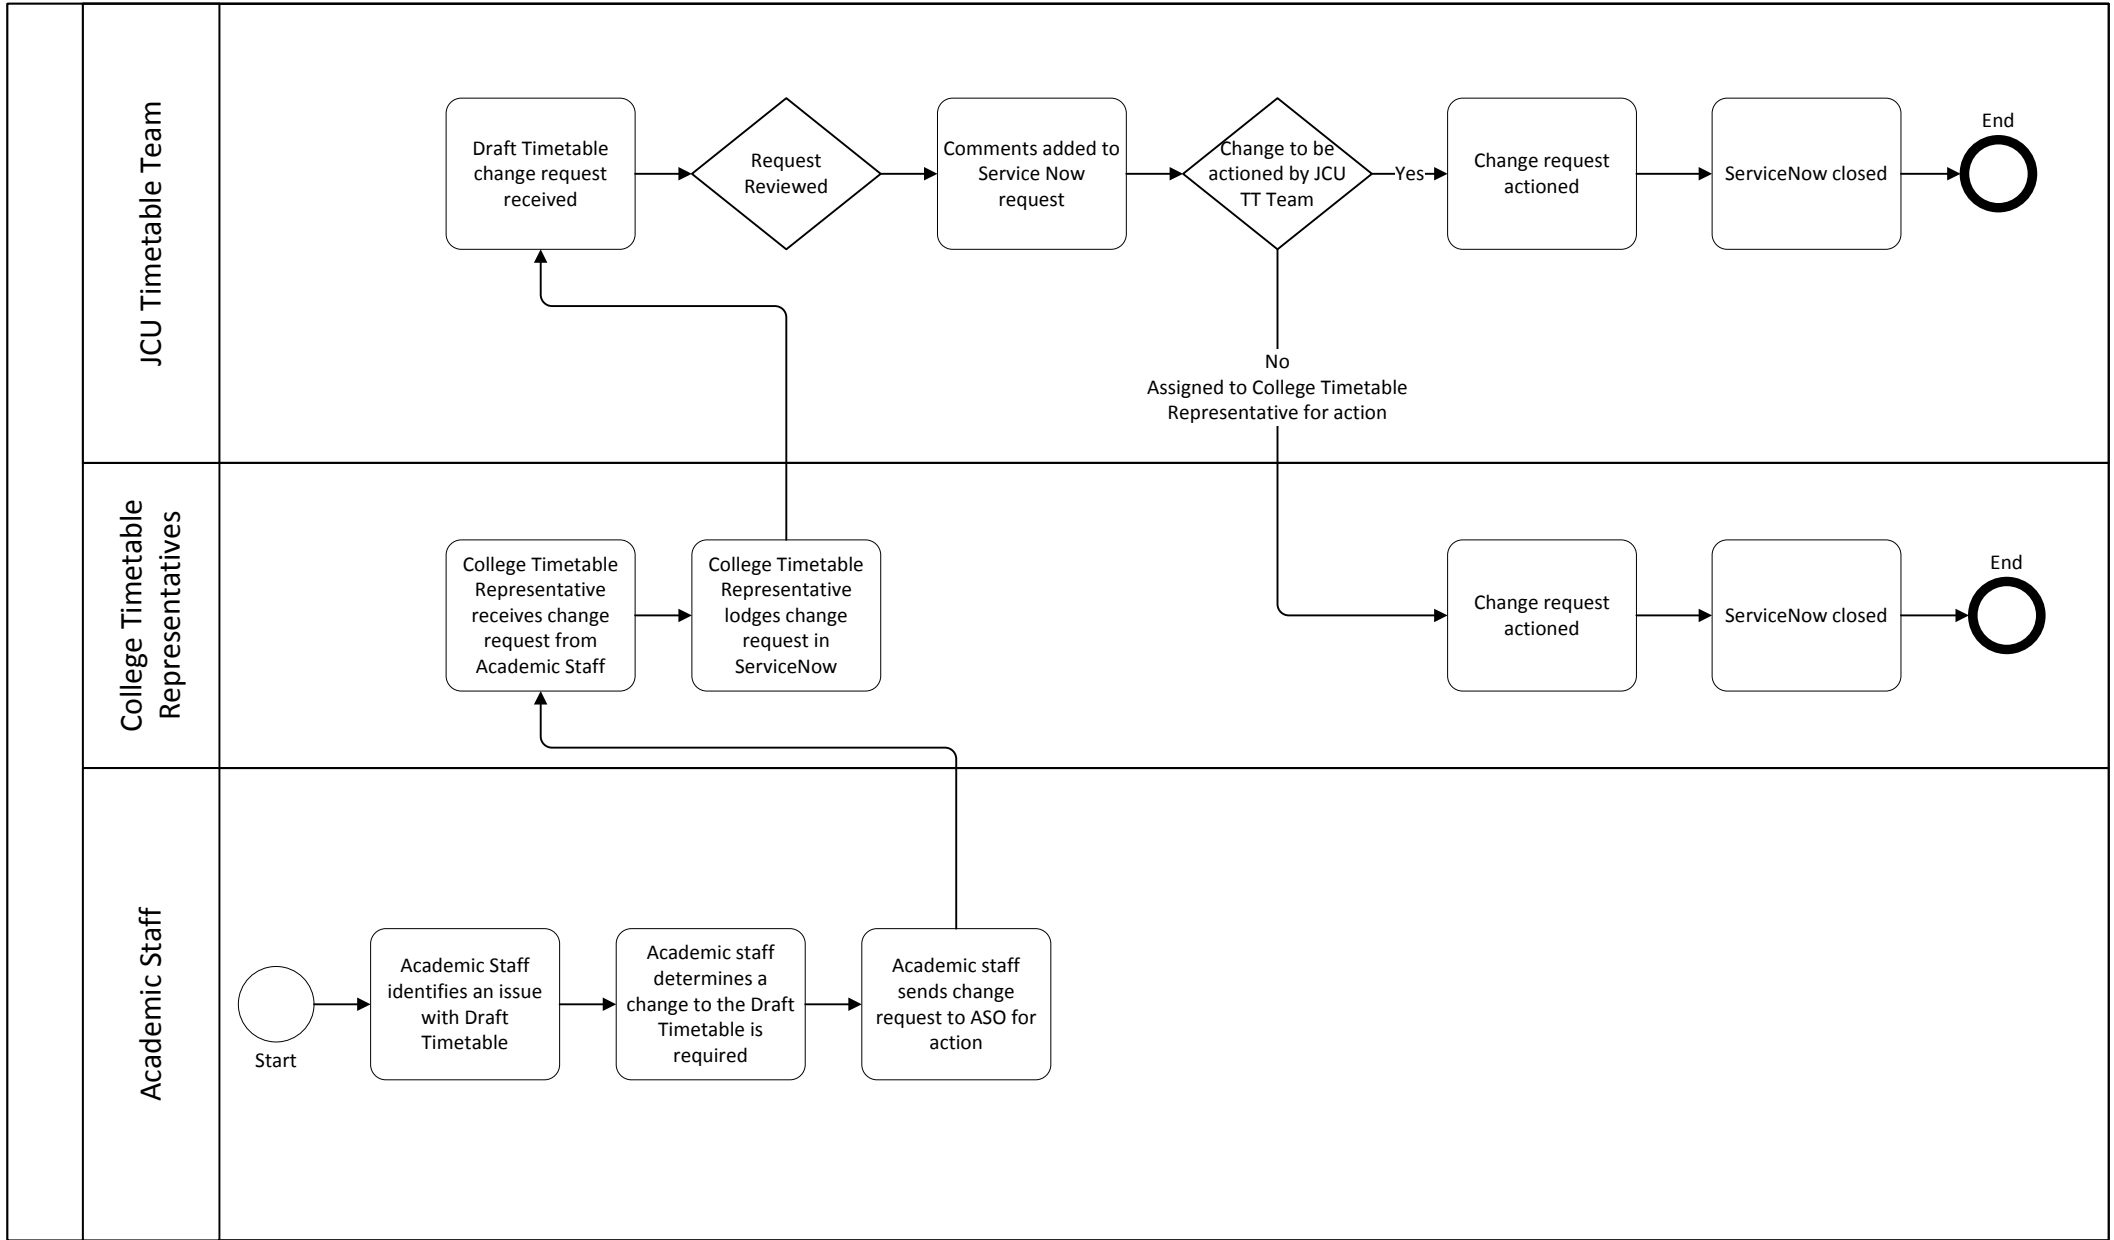 JCU Timetable Team
Draft Timetable
change request
received
Request
Reviewed
Comments added to
Service Now
request
Change to be
actioned by JCU
TT Team
Yes
Change request
actioned
ServiceNow closed
End
No
Assigned to College Timetable
Representative for action
College Timetable
Representatives
College Timetable
Representative
receives change
request from
Academic Staff
College Timetable
Representative
lodges change
request in
ServiceNow
Change request
actioned
ServiceNow closed
End
Academic Staff
Start
Academic Staff
identifies an issue
with Draft
Timetable
Academic staff
determines a
change to the Draft
Timetable is
required
Academic staff
sends change
request to ASO for
action